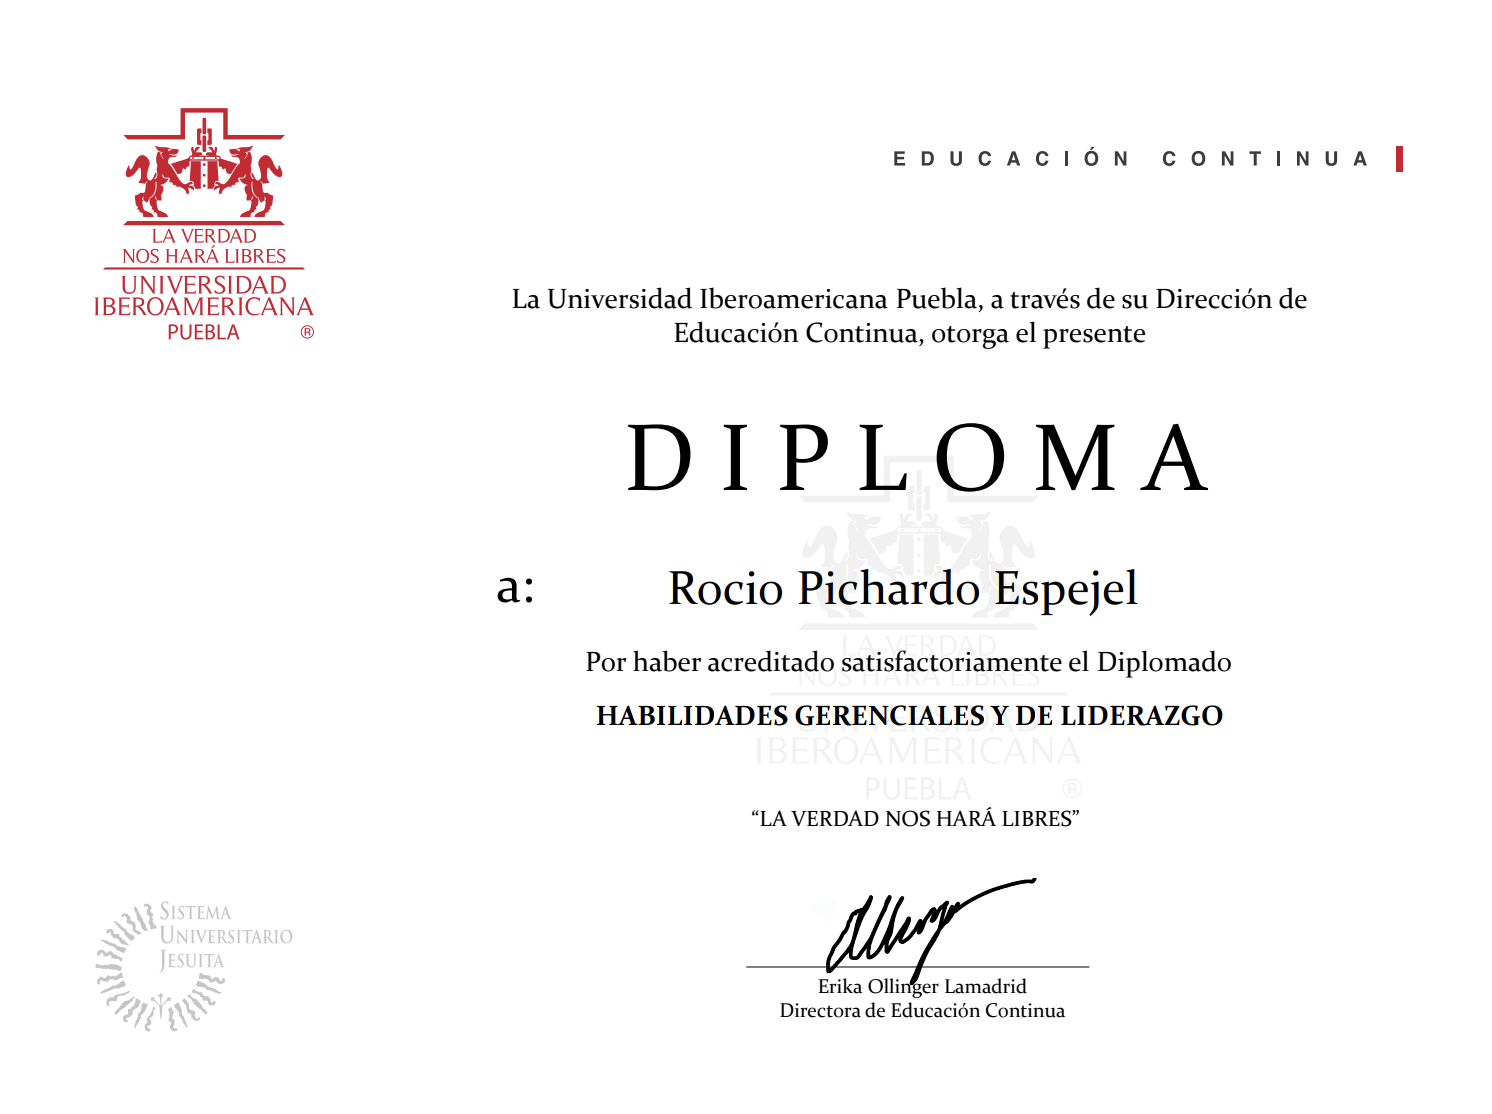 LA VERDAD
NOS HARÁ LIBRES
UNIVERSIDAD
IBEROAMERICANA
PUEBLA ®
EDUCACIÓN CONTINUA
La Universidad Iberoamericana Puebla, a través de su Dirección de
Educación Continua, otorga el presente
DIPLOMA
a: Rocio Pichardo Espejel
Por haber acreditado satisfactoriamente el Diplomado
HABILIDADES GERENCIALES Y DE LIDERAZGO
LA VERDAD
NOS HARÁ LIBRES
UNIVERSIDAD
IBEROAMERICANA
PUEBLA ®
“LA VERDAD NOS HARÁ LIBRES”
Erika Ollinger Lamadrid
Directora de Educación Continua
SISTEMA
UNIVERSITARIO
JESUITA